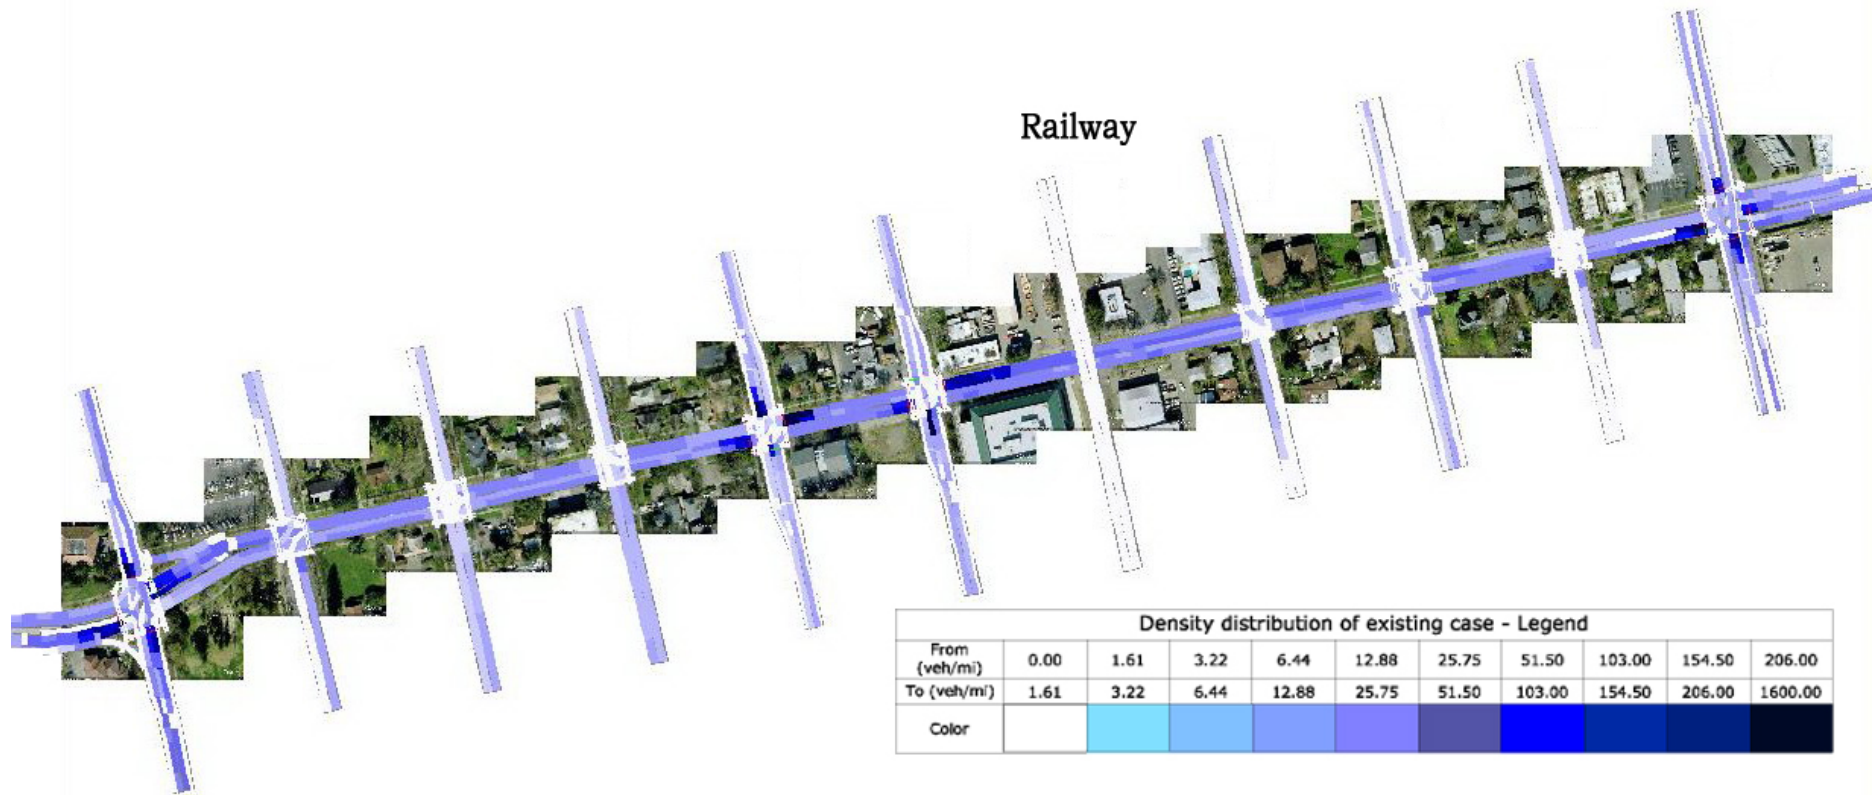 Railway
Density distribution of existing case - Legend
From (veh/mi) 0.00 1.61 3.22 6.44 12.88 25.75 51.50 103.00 154.50 206.00
To (veh/mi) 1.61 3.22 6.44 12.88 25.75 51.50 103.00 154.50 206.00 1600.00
Color